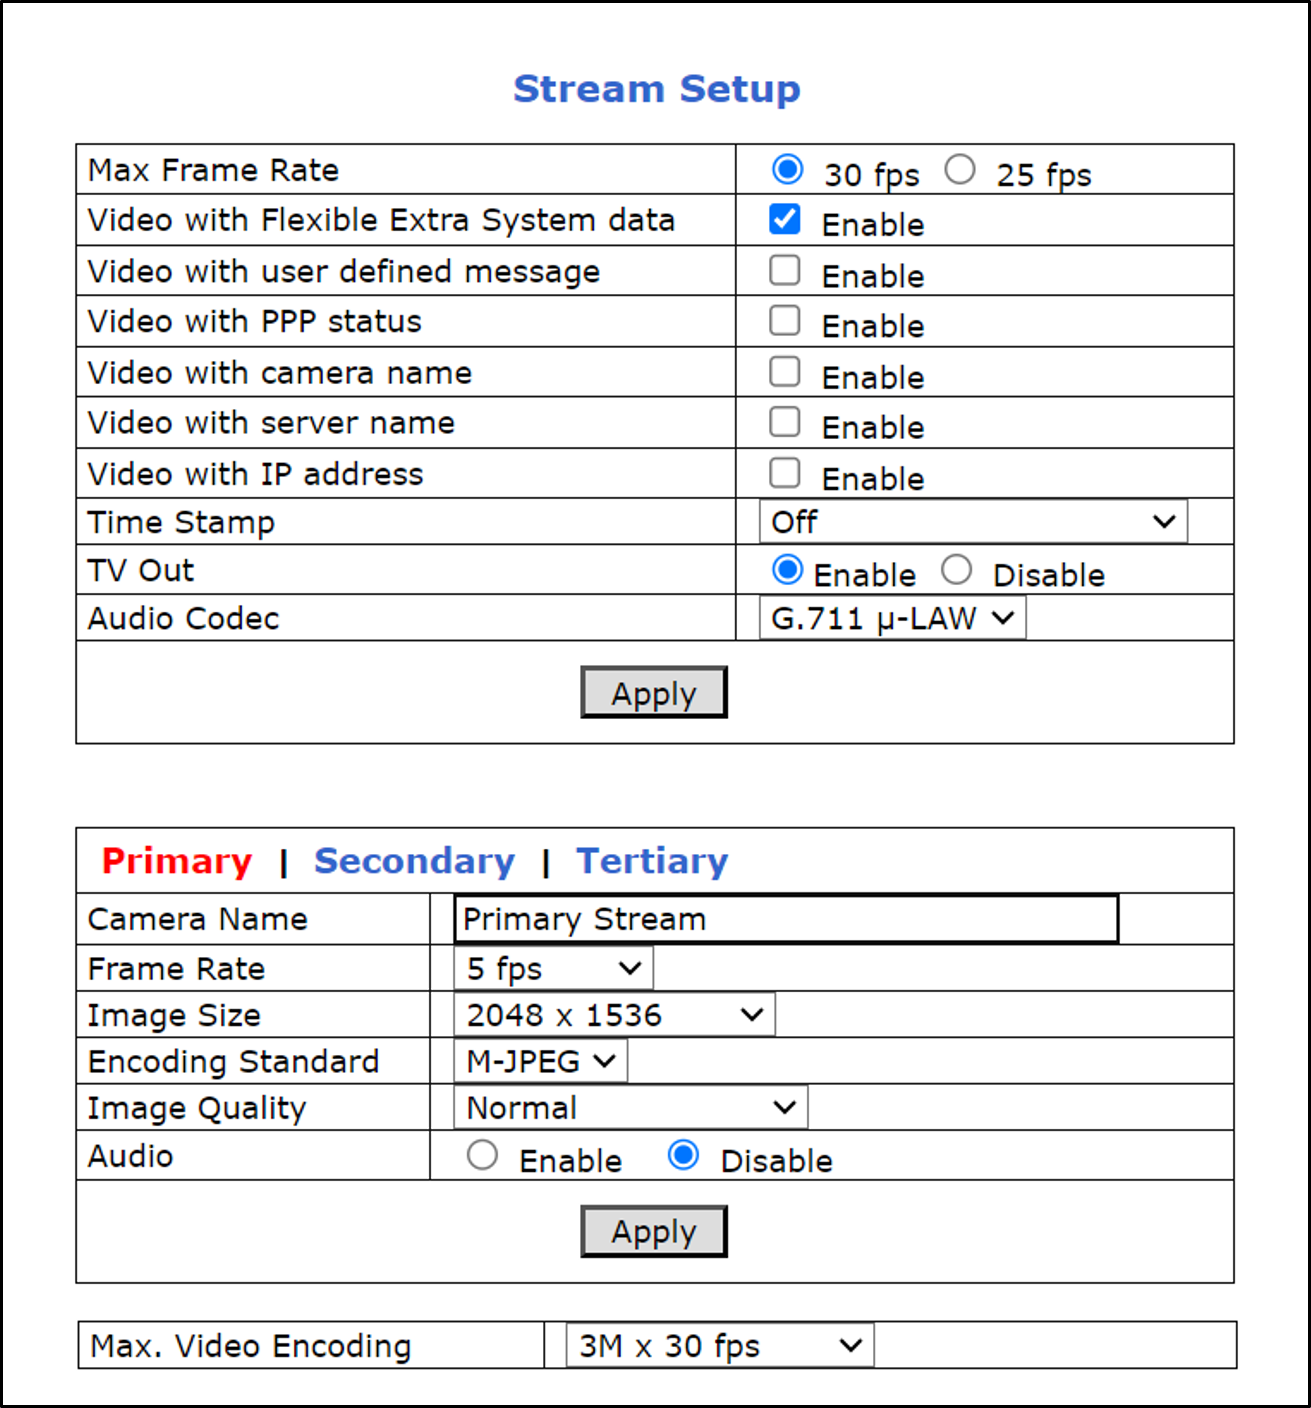 Stream Setup
Max Frame Rate 30 fps 25 fps
Video with Flexible Extra System data Enable
Video with user defined message Enable
Video with PPP status Enable
Video with camera name Enable
Video with server name Enable
Video with IP address Enable
Time Stamp Off
TV Out Enable Disable
Audio Codec G.711 µ-LAW
Apply
Primary | Secondary | Tertiary
Camera Name Primary Stream
Frame Rate 5 fps
Image Size 2048 x 1536
Encoding Standard M-JPEG
Image Quality Normal
Audio Enable Disable
Apply
Max. Video Encoding 3M x 30 fps